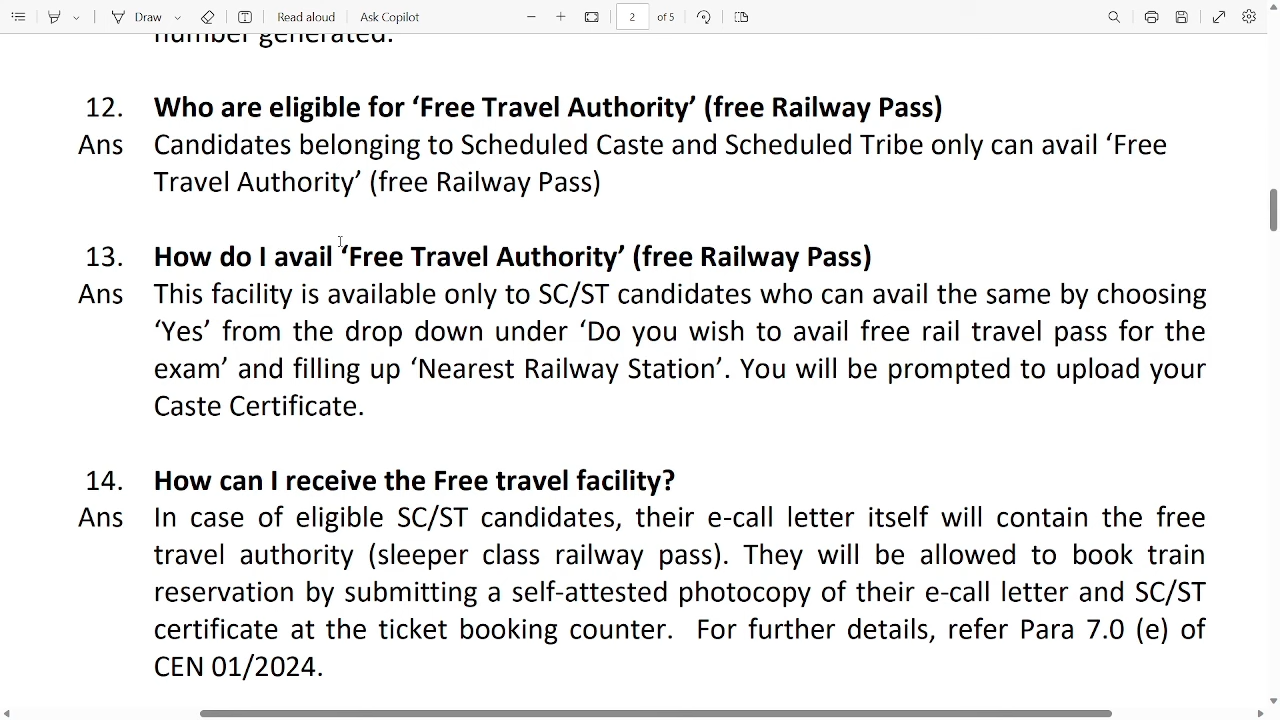 Draw
Read aloud
Ask Copilot
2
of 5
number generated.
12. Who are eligible for ‘Free Travel Authority’ (free Railway Pass)
Ans Candidates belonging to Scheduled Caste and Scheduled Tribe only can avail ‘Free
Travel Authority’ (free Railway Pass)
13. How do I avail ‘Free Travel Authority’ (free Railway Pass)
Ans This facility is available only to SC/ST candidates who can avail the same by choosing
‘Yes’ from the drop down under ‘Do you wish to avail free rail travel pass for the
exam’ and filling up ‘Nearest Railway Station’. You will be prompted to upload your
Caste Certificate.
14. How can I receive the Free travel facility?
Ans In case of eligible SC/ST candidates, their e-call letter itself will contain the free
travel authority (sleeper class railway pass). They will be allowed to book train
reservation by submitting a self-attested photocopy of their e-call letter and SC/ST
certificate at the ticket booking counter. For further details, refer Para 7.0 (e) of
CEN 01/2024.